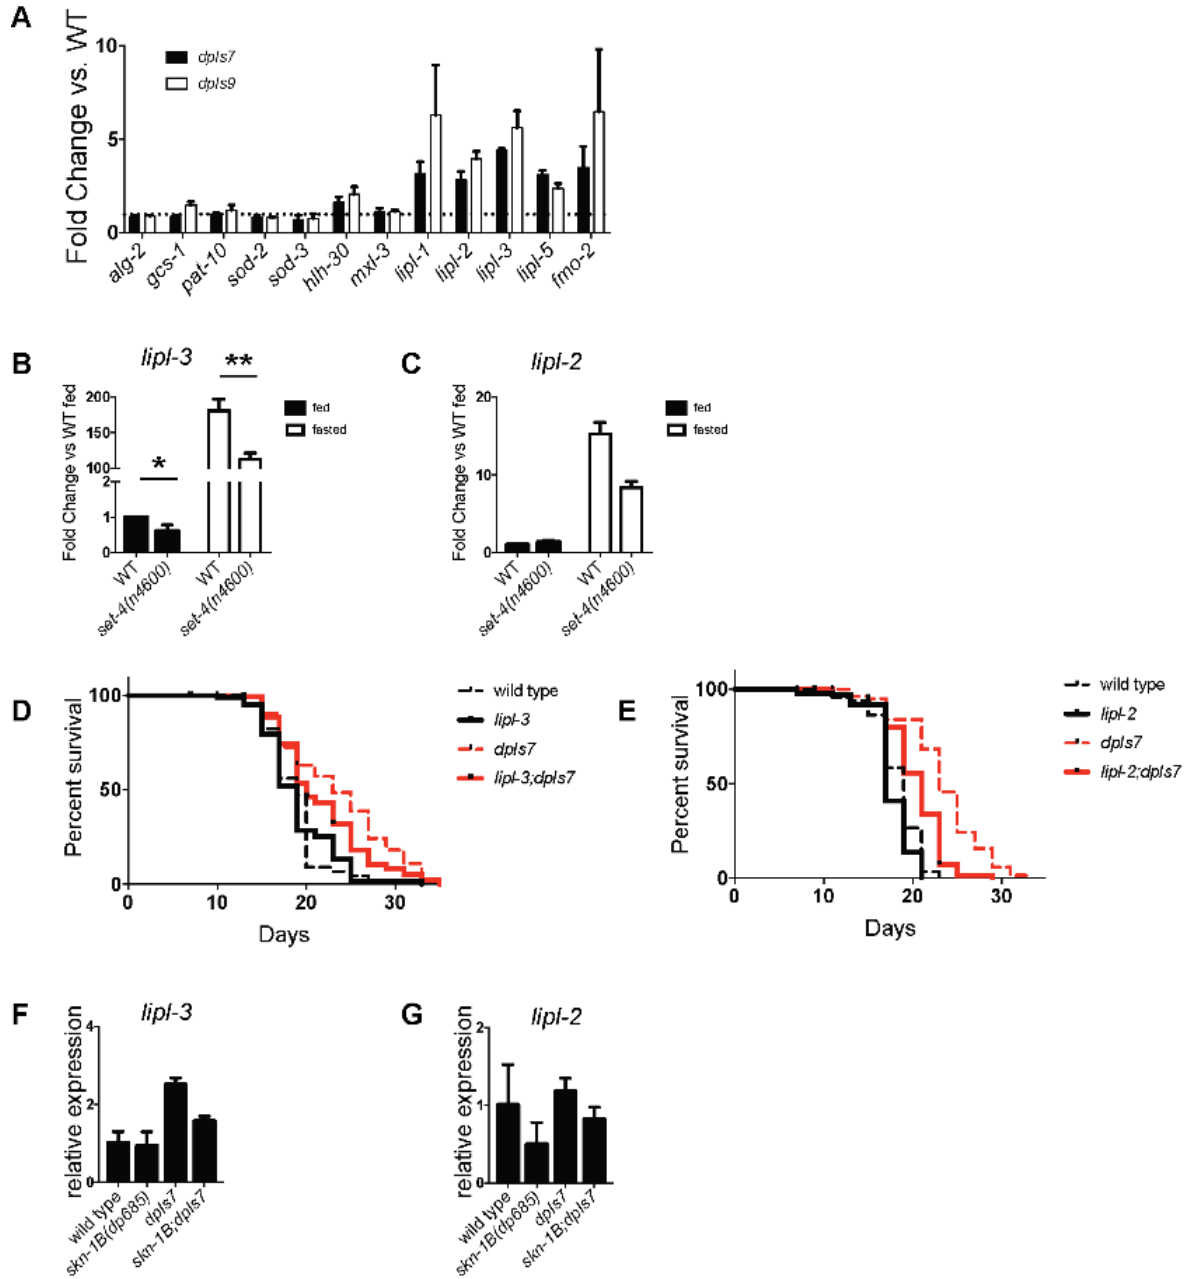 A
Fold Change vs. WT
10
5
0
dpIs7
dpIs9
alg-2
gcs-1
pat-10
sod-2
sod-3
hlh-30
mxl-3
lipl-1
lipl-2
lipl-3
lipl-5
fmo-2
B
lipl-3
Fold Change vs WT fed
200
150
100
2
1
0
*
**
fed
fasted
WT
set-4(n4600)
WT
set-4(n4600)
C
lipl-2
Fold Change vs WT fed
20
10
0
fed
fasted
WT
set-4(n4600)
WT
set-4(n4600)
D
Percent survival
100
50
0
0
10
20
30
Days
wild type
lipl-3
dpIs7
lipl-3;dpIs7
E
Percent survival
100
50
0
0
10
20
30
Days
wild type
lipl-2
dpIs7
lipl-2;dpIs7
F
lipl-3
relative expression
4
2
0
wild type
skn-1B(dp685)
dpIs7
skn-1B;dpIs7
G
lipl-2
relative expression
2
1
0
wild type
skn-1B(dp685)
dpIs7
skn-1B;dpIs7